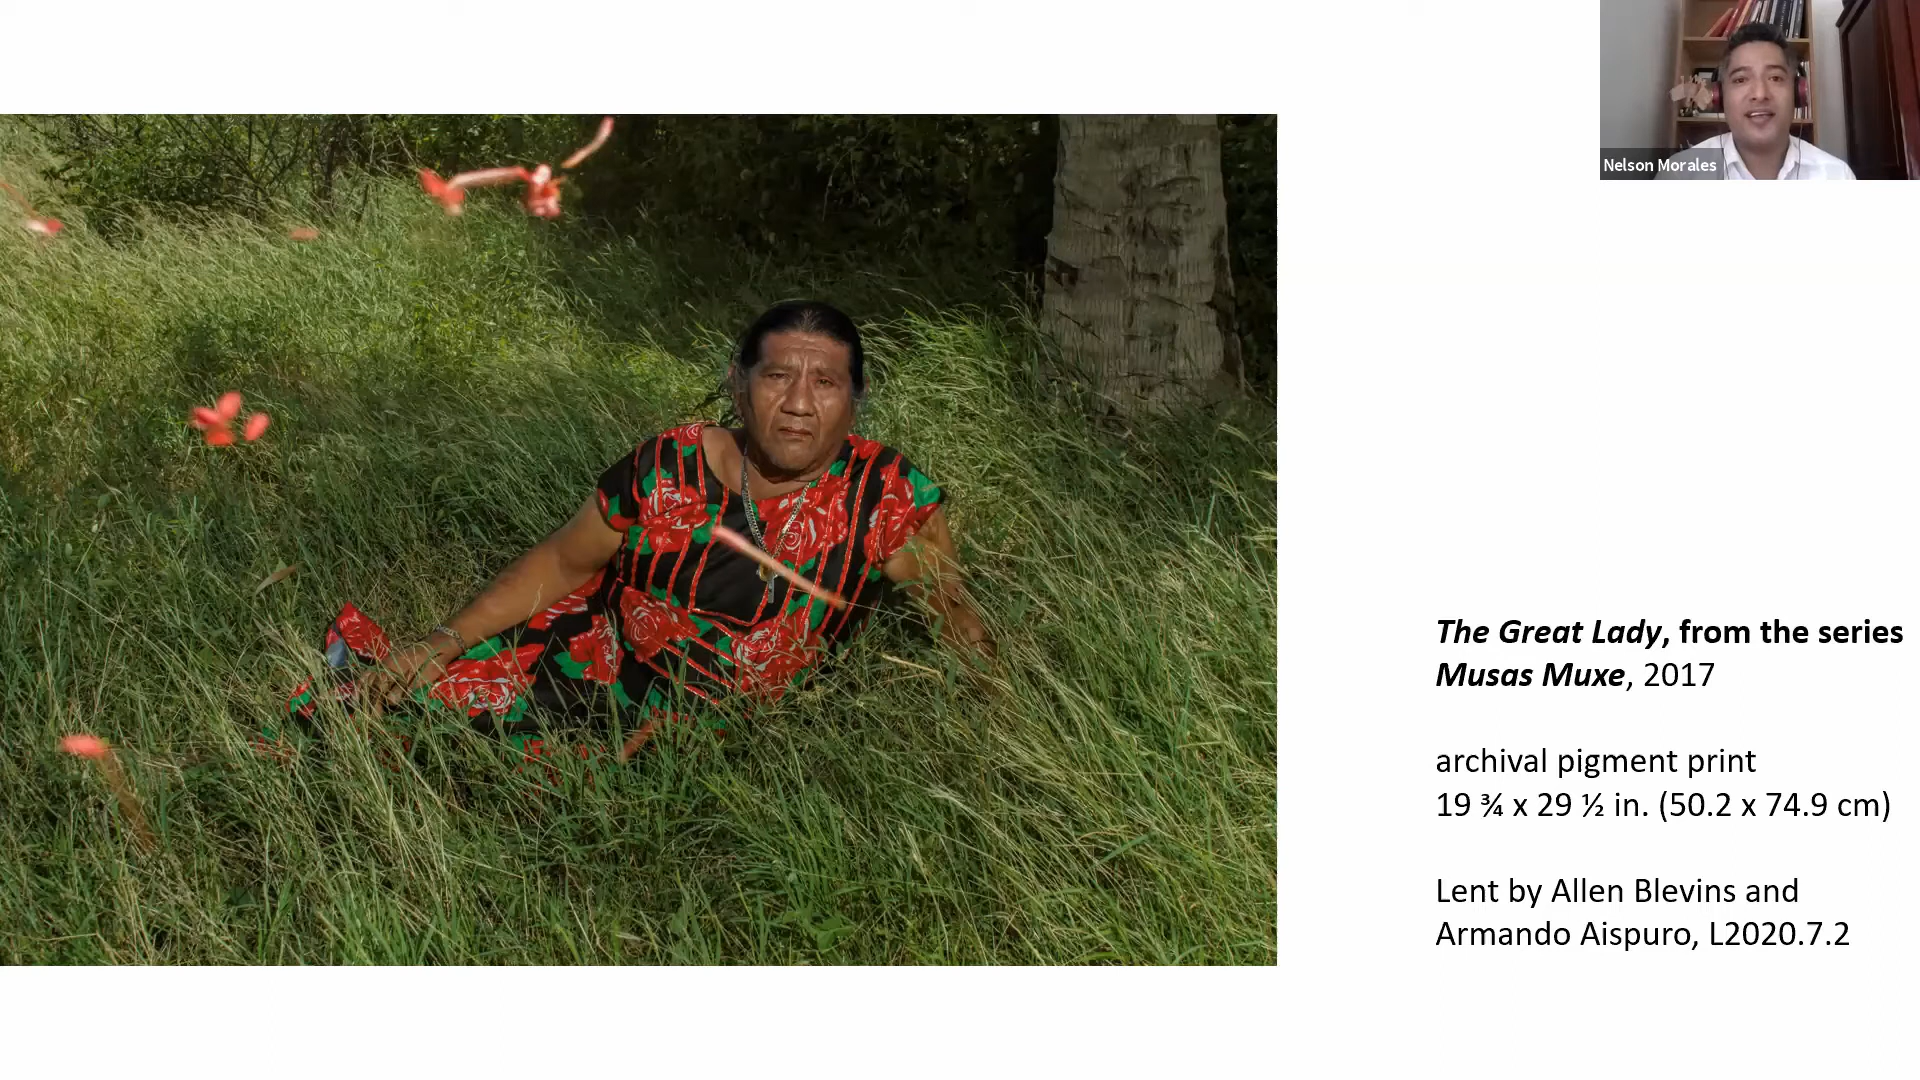 Nelson Morales
The Great Lady, from the series
Musas Muxe, 2017
archival pigment print
19 ¾ x 29 ½ in. (50.2 x 74.9 cm)
Lent by Allen Blevins and
Armando Aispuro, L2020.7.2